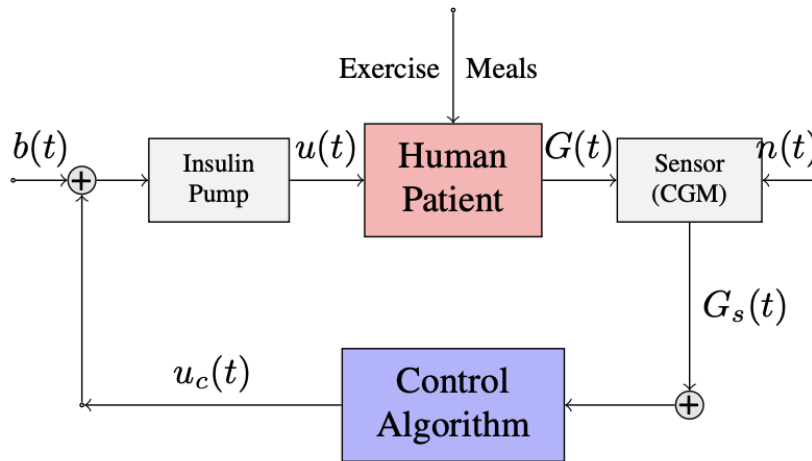 Exercise Meals
b(t)
Insulin
Pump
u(t)
Human
Patient
G(t)
Sensor
(CGM)
n(t)
G_s(t)
u_c(t)
Control
Algorithm